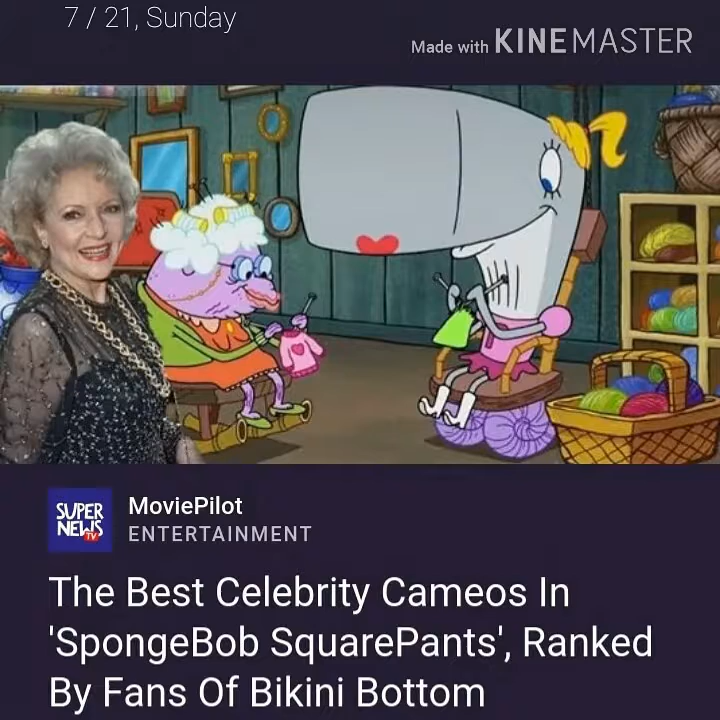 7 / 21, Sunday
Made with KINEMASTER
SUPER
NEWS
TV
MoviePilot
ENTERTAINMENT
The Best Celebrity Cameos In
'SpongeBob SquarePants', Ranked
By Fans Of Bikini Bottom